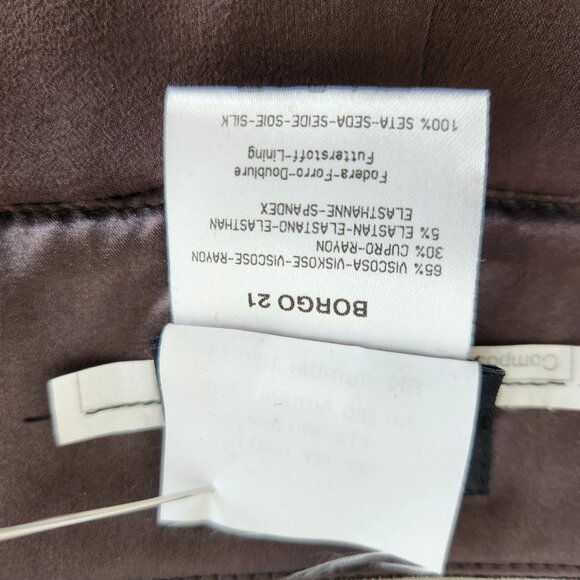 BORGO 21
65% VISCOSA-VISKOSE-VISCOSE-RAYON
30% CUPRO-RAYON
5% ELASTAN-ELASTANO-ELASTHAN
ELASTHANNE-SPANDEX
Fodera-Forro-Doublure
Futterstoff-Lining
100% SETA-SEDA-SEIDE-SOIE-SILK